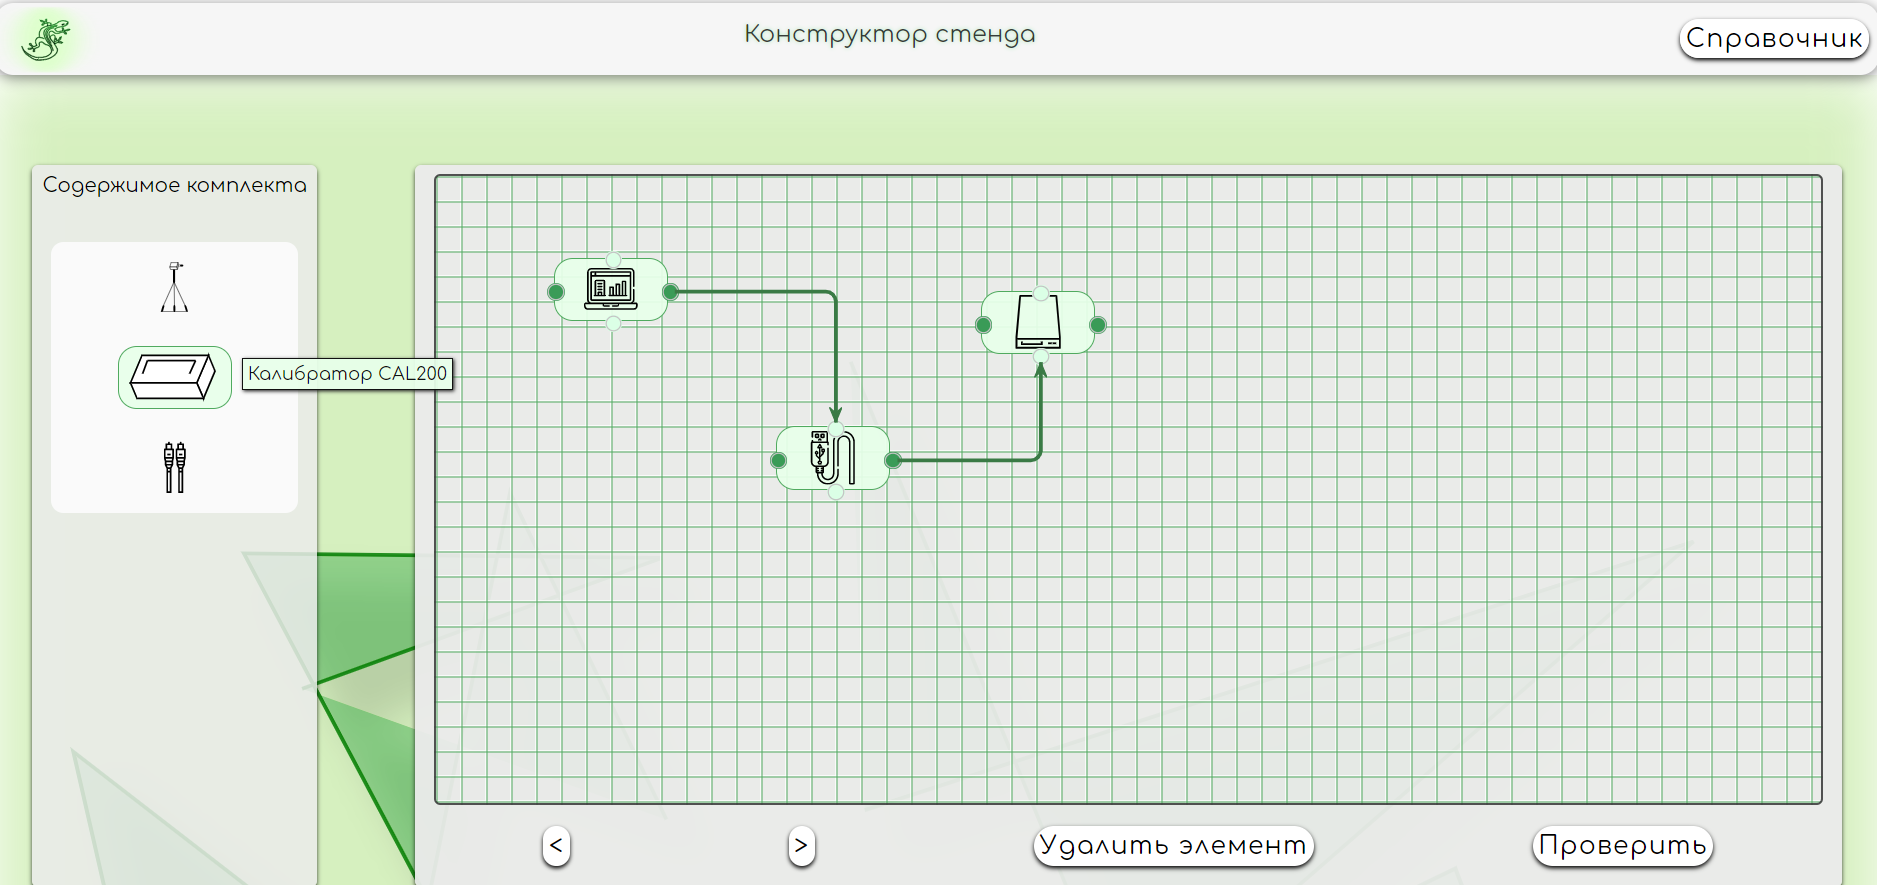 Конструктор стенда
Справочник
Содержимое комплекта
Калибратор CAL200
<
>
Удалить элемент
Проверить